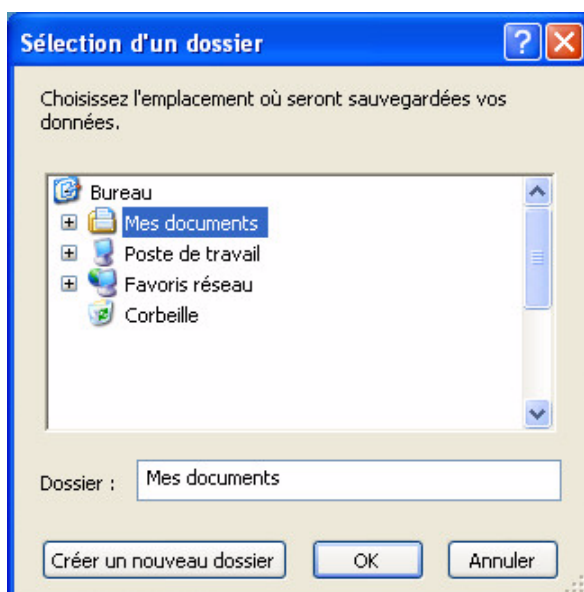 Sélection d'un dossier
Choisissez l'emplacement où seront sauvegardées vos
données.
Bureau
Mes documents
Poste de travail
Favoris réseau
Corbeille
Dossier : Mes documents
Créer un nouveau dossier OK Annuler